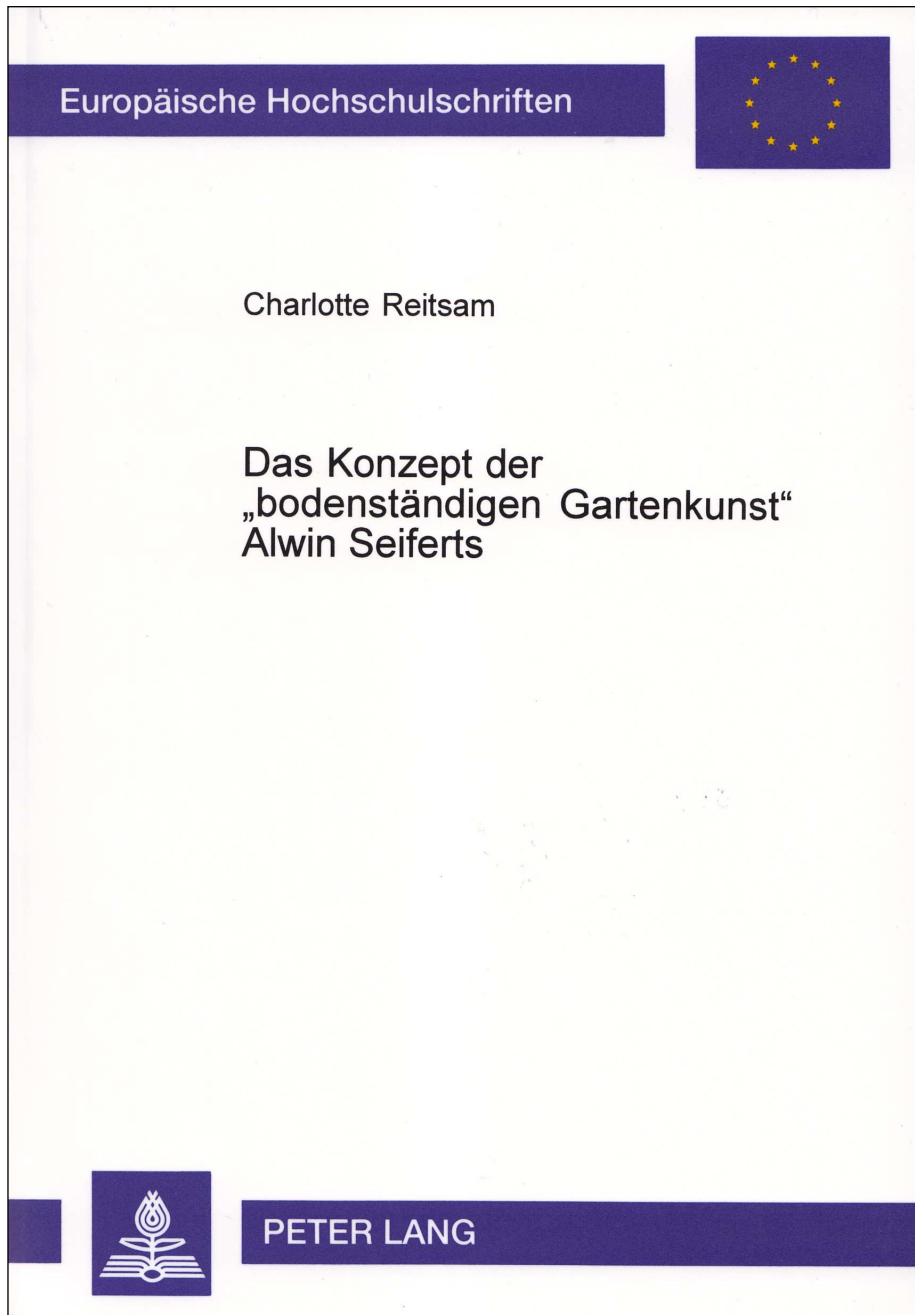 Europäische Hochschulschriften
Charlotte Reitsam
Das Konzept der
„bodenständigen Gartenkunst“
Alwin Seiferts
PETER LANG